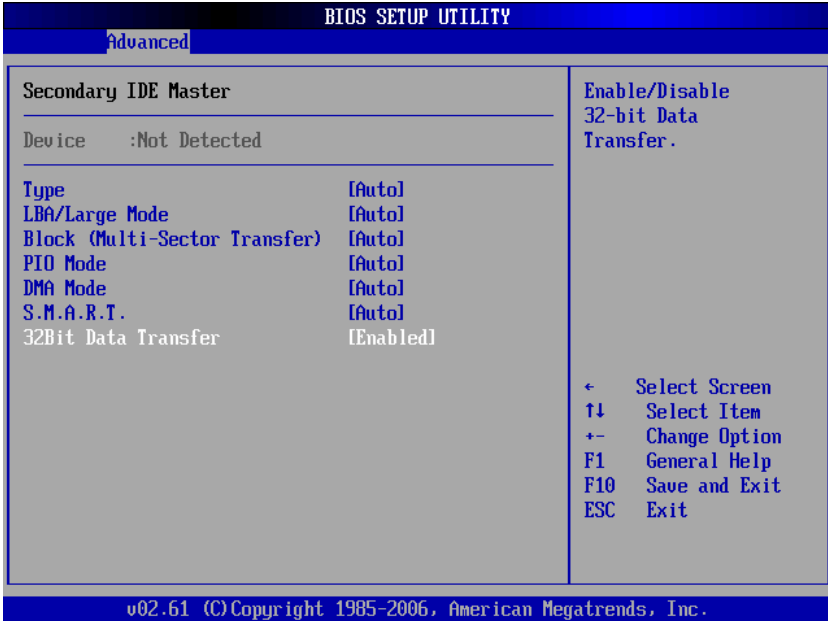 BIOS SETUP UTILITY
Advanced
Secondary IDE Master
Device :Not Detected
Type [Auto]
LBA/Large Mode [Auto]
Block (Multi-Sector Transfer) [Auto]
PIO Mode [Auto]
DMA Mode [Auto]
S.M.A.R.T. [Auto]
32Bit Data Transfer [Enabled]
Enable/Disable
32-bit Data
Transfer.
← Select Screen
↑↓ Select Item
+- Change Option
F1 General Help
F10 Save and Exit
ESC Exit
v02.61 (C)Copyright 1985-2006, American Megatrends, Inc.